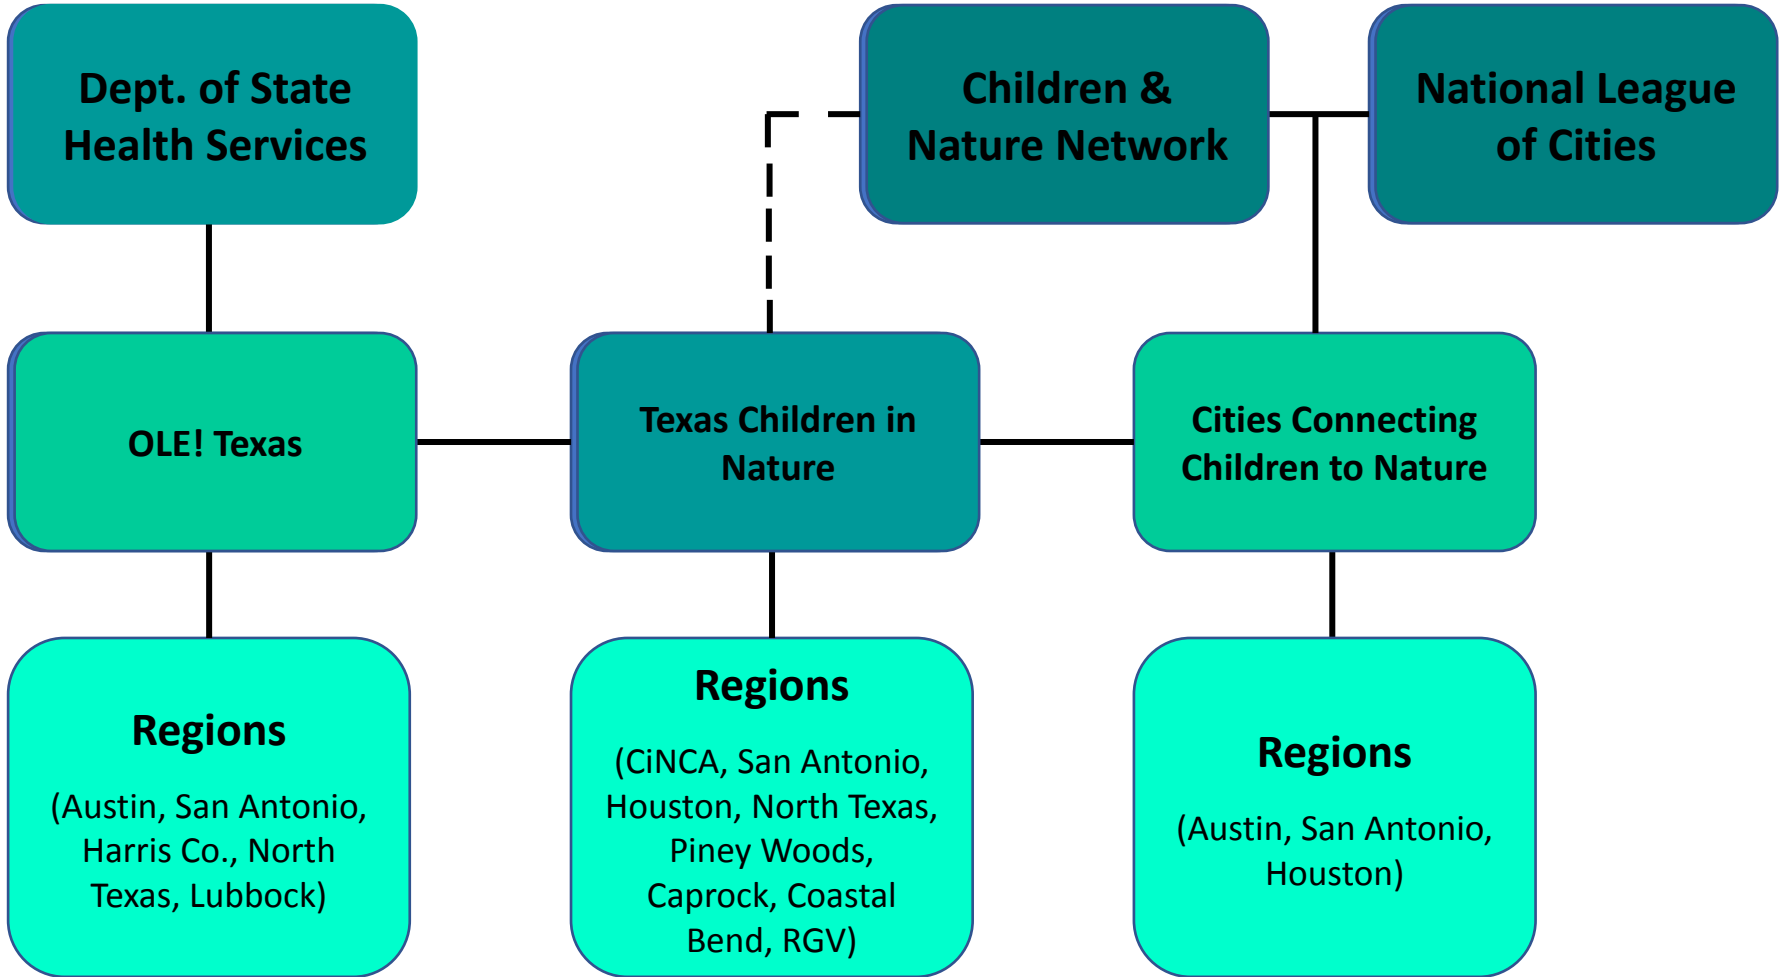 Dept. of State
Health Services
Children &
Nature Network
National League
of Cities
OLE! Texas
Texas Children in
Nature
Cities Connecting
Children to Nature
Regions
(Austin, San Antonio,
Harris Co., North
Texas, Lubbock)
Regions
(CiNCA, San Antonio,
Houston, North Texas,
Piney Woods,
Caprock, Coastal
Bend, RGV)
Regions
(Austin, San Antonio,
Houston)